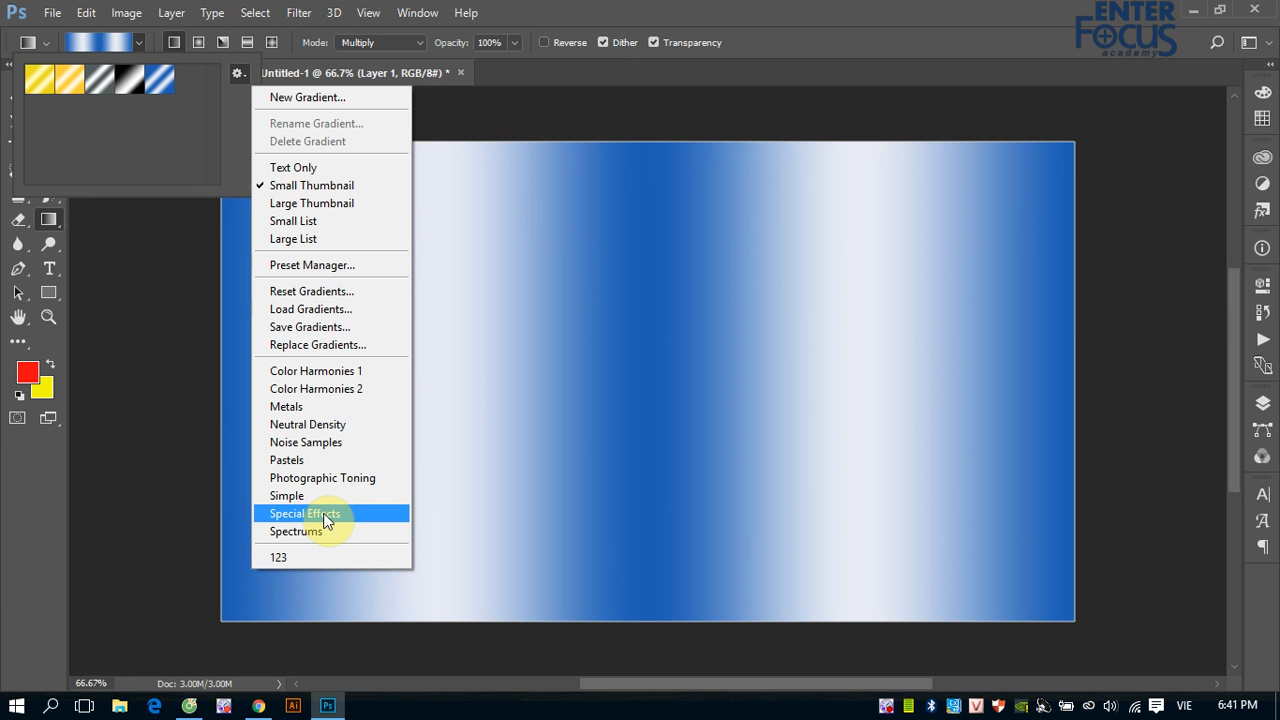 Ps File Edit Image Layer Type Select Filter 3D View Window Help
ENTER
FOCUS
academy
Mode: Multiply Opacity: 100% Reverse Dither Transparency
Untitled-1 @ 66.7% (Layer 1, RGB/8#) * ×
New Gradient...
Rename Gradient...
Delete Gradient
Text Only
Small Thumbnail
Large Thumbnail
Small List
Large List
Preset Manager...
Reset Gradients...
Load Gradients...
Save Gradients...
Replace Gradients...
Color Harmonies 1
Color Harmonies 2
Metals
Neutral Density
Noise Samples
Pastels
Photographic Toning
Simple
Special Effects
Spectrums
123
66.67% Doc: 3.00M/3.00M
Ai Ps VIE 6:41 PM